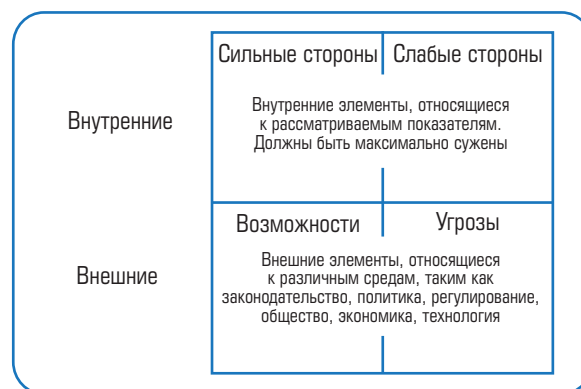 Сильные стороны
Слабые стороны
Внутренние
Внутренние элементы, относящиеся
к рассматриваемым показателям.
Должны быть максимально сужены
Возможности
Угрозы
Внешние
Внешние элементы, относящиеся
к различным средам, таким как
законодательство, политика, регулирование,
общество, экономика, технология